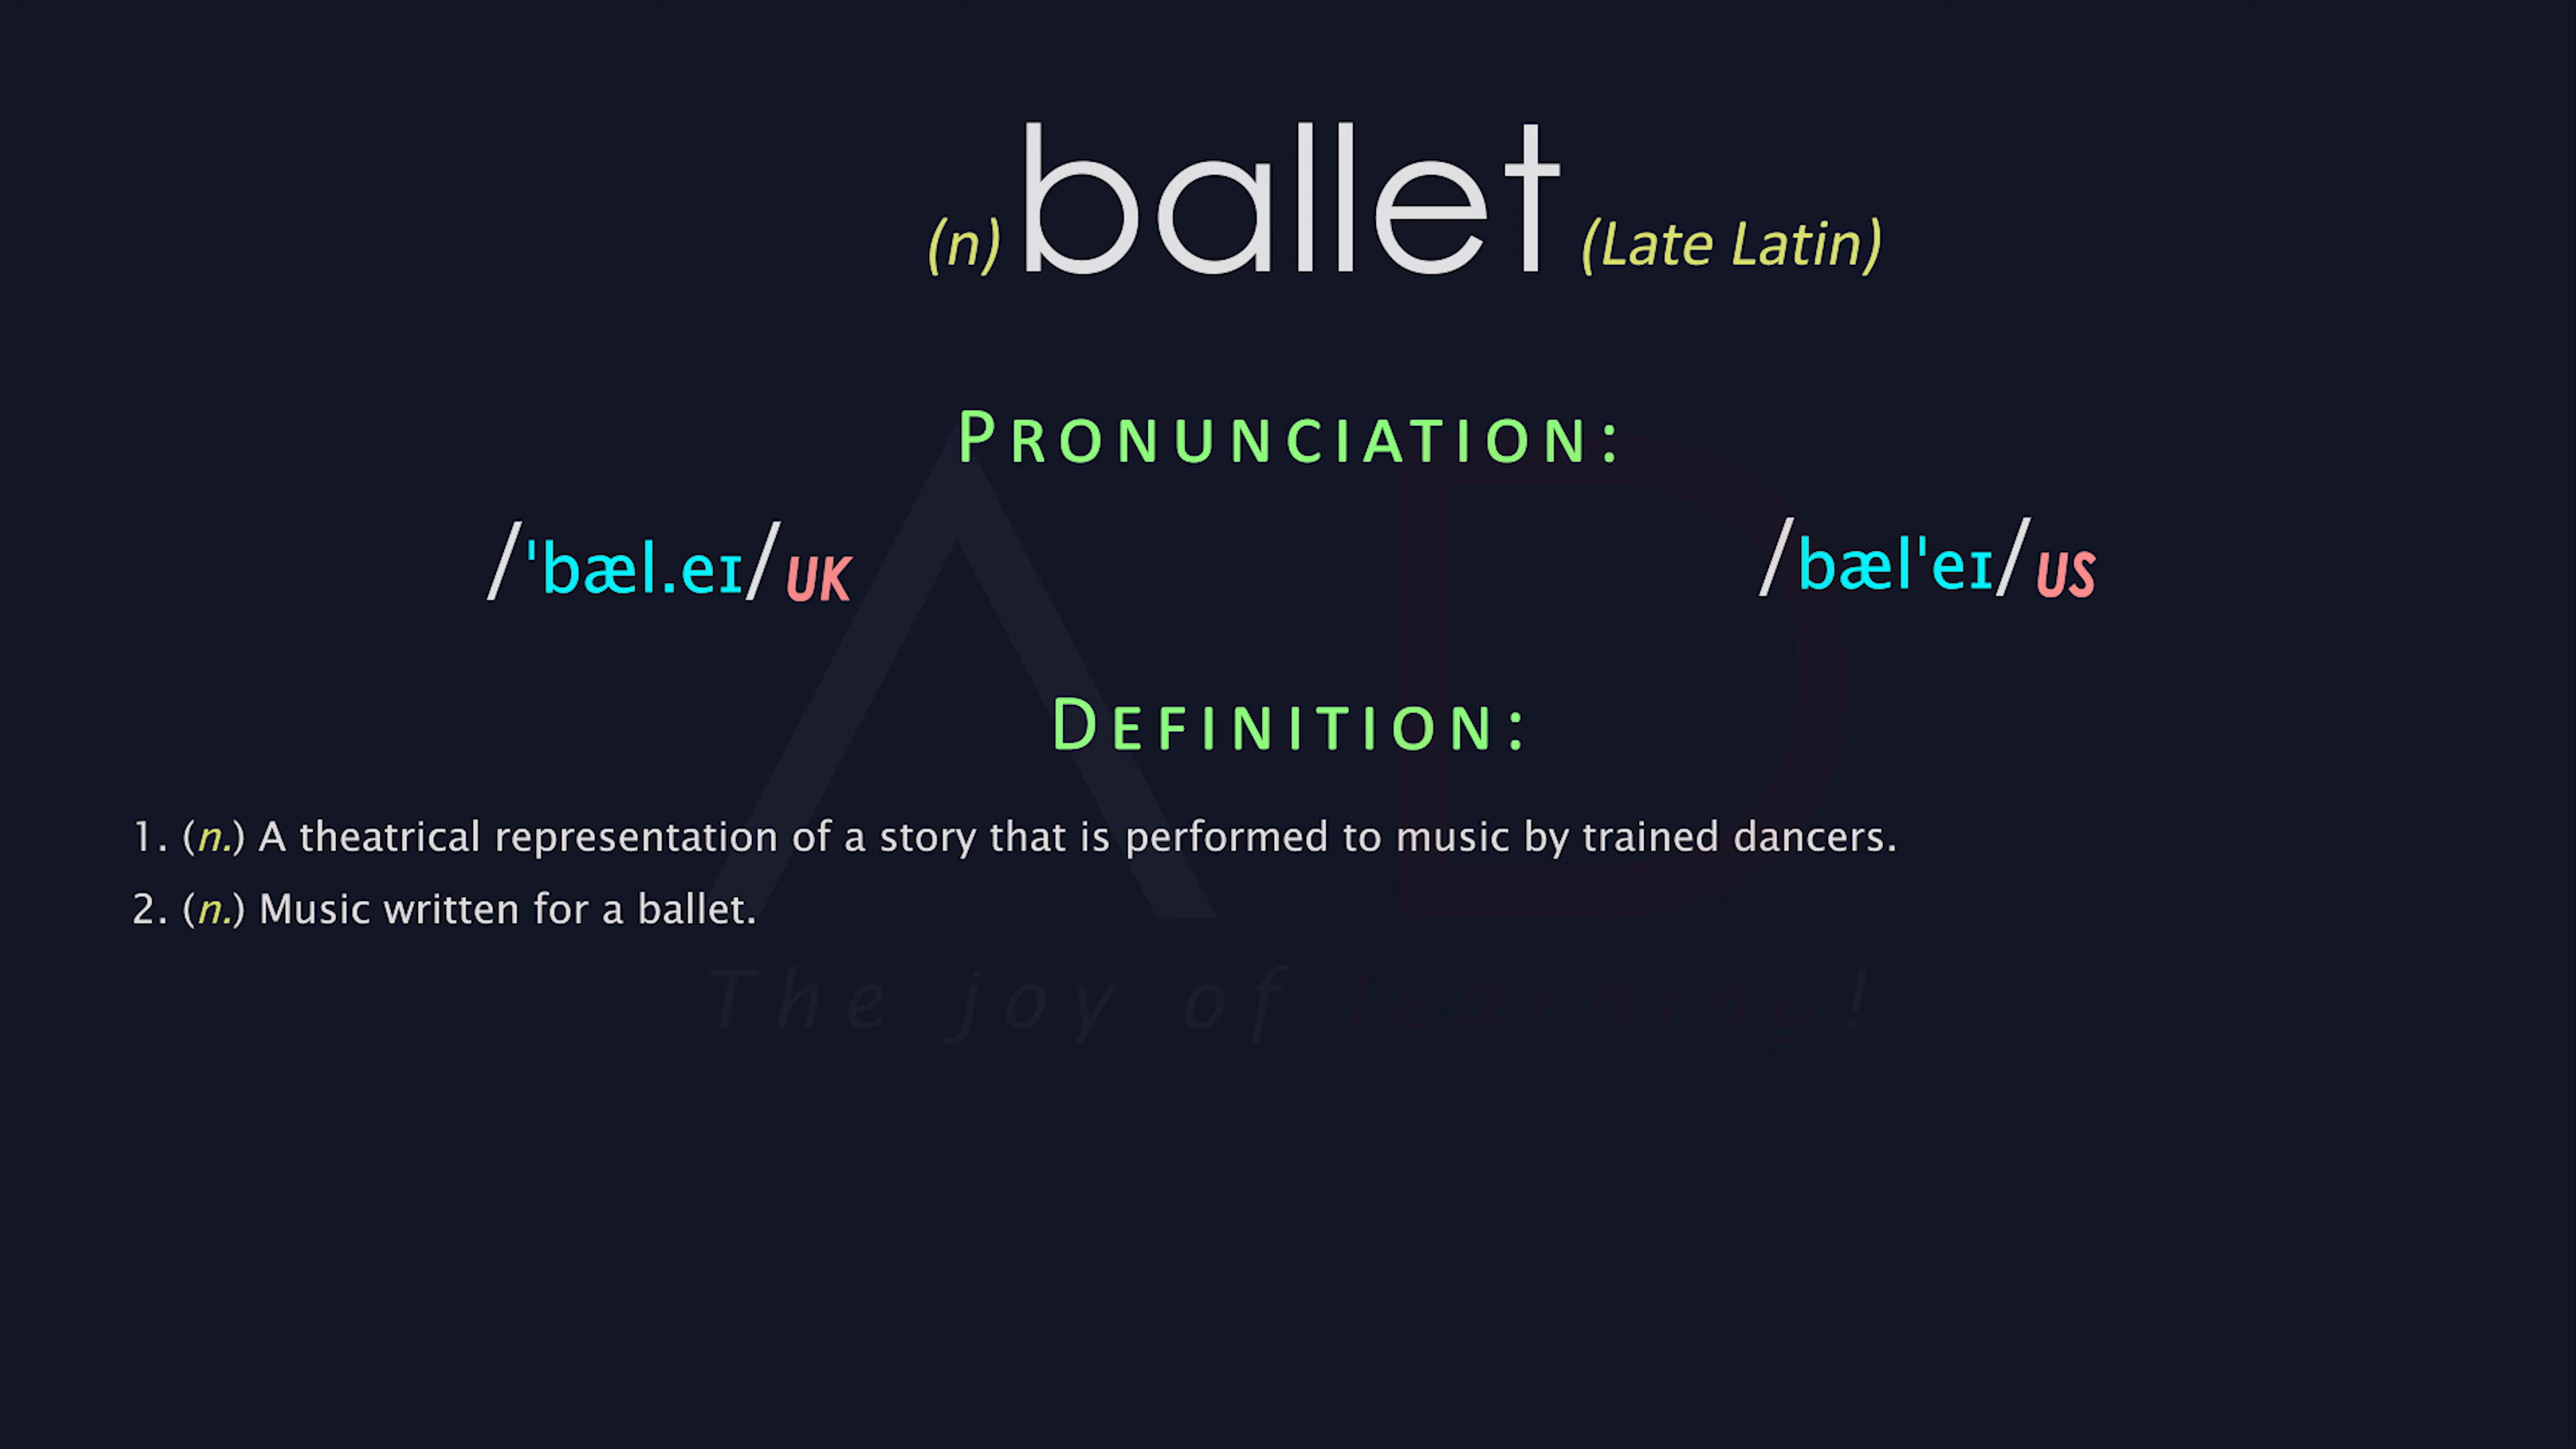 (n) ballet (Late Latin)
PRONUNCIATION:
/ˈbæl.eɪ/ UK
/bælˈeɪ/ US
DEFINITION:
1. (n.) A theatrical representation of a story that is performed to music by trained dancers.
2. (n.) Music written for a ballet.
The joy of learning!